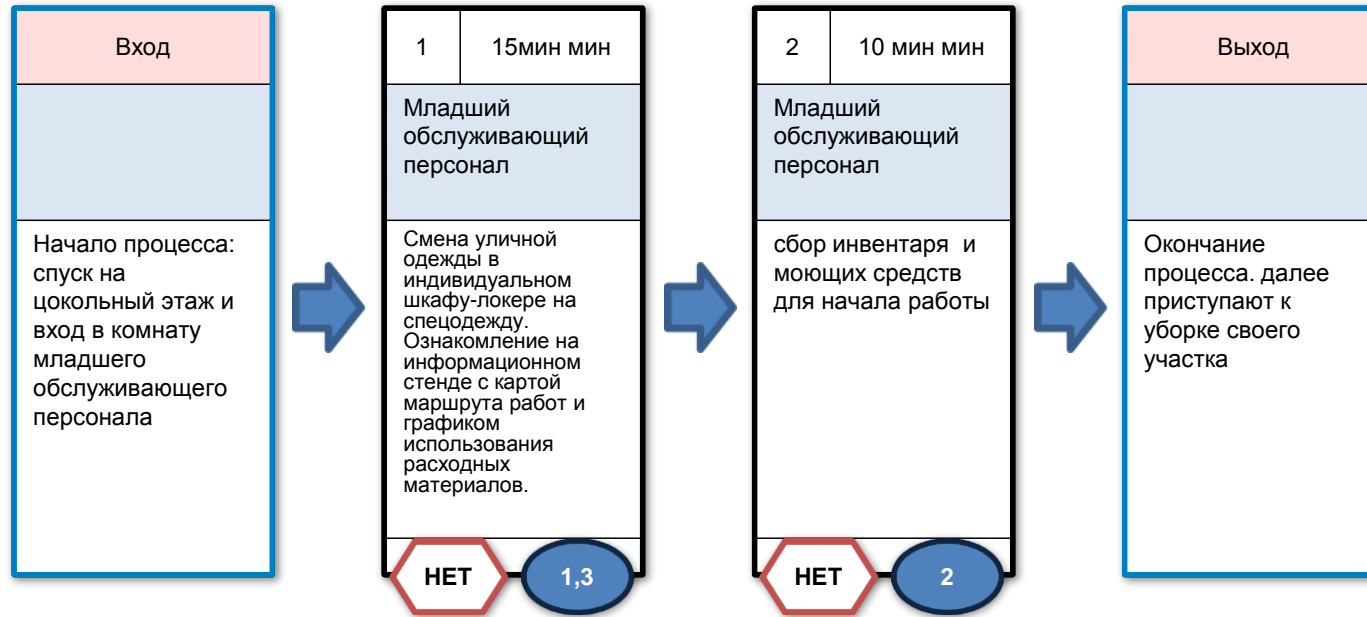 Вход
Начало процесса:
спуск на
цокольный этаж и
вход в комнату
младшего
обслуживающего
персонала
1
15мин мин
Младший
обслуживающий
персонал
Смена уличной
одежды в
индивидуальном
шкафу-локере на
спецодежду.
Ознакомление на
информационном
стенде с картой
маршрута работ и
графиком
использования
расходных
материалов.
НЕТ
1,3
2
10 мин мин
Младший
обслуживающий
персонал
сбор инвентаря и
моющих средств
для начала работы
НЕТ
2
Выход
Окончание
процесса. далее
приступают к
уборке своего
участка